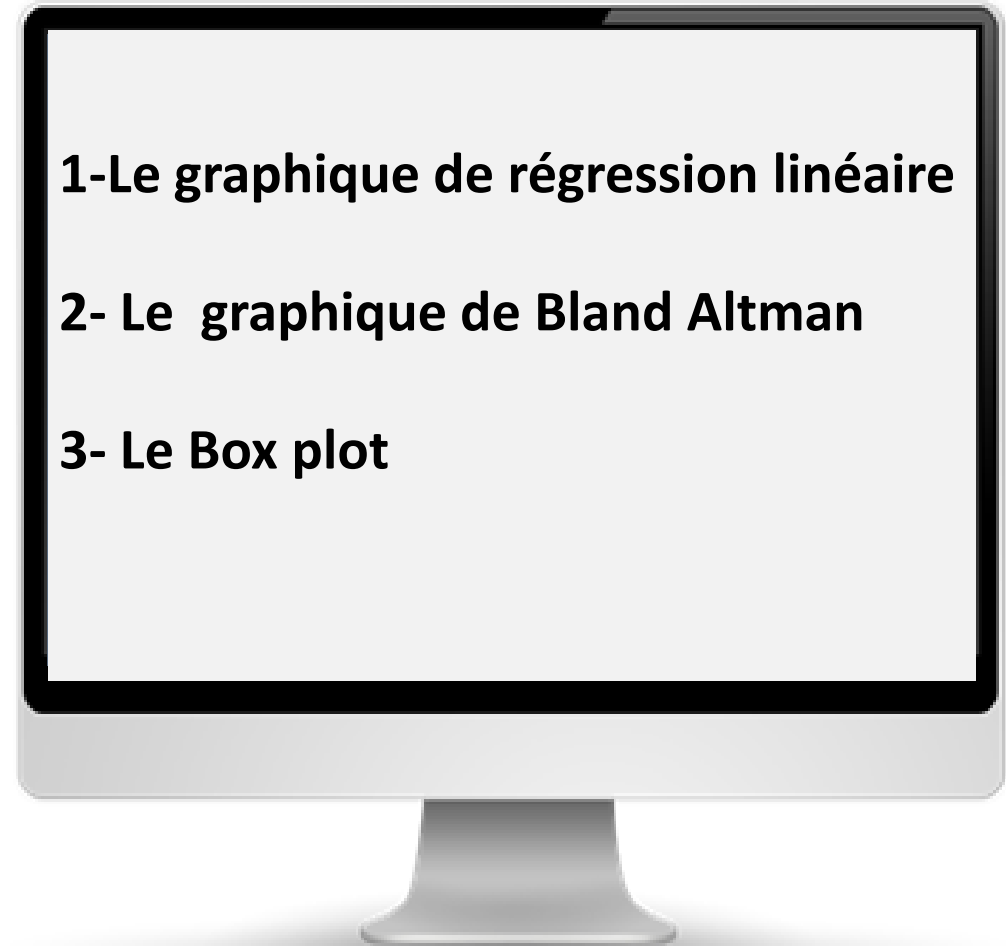 1-Le graphique de régression linéaire
2- Le  graphique de Bland Altman
3- Le Box plot